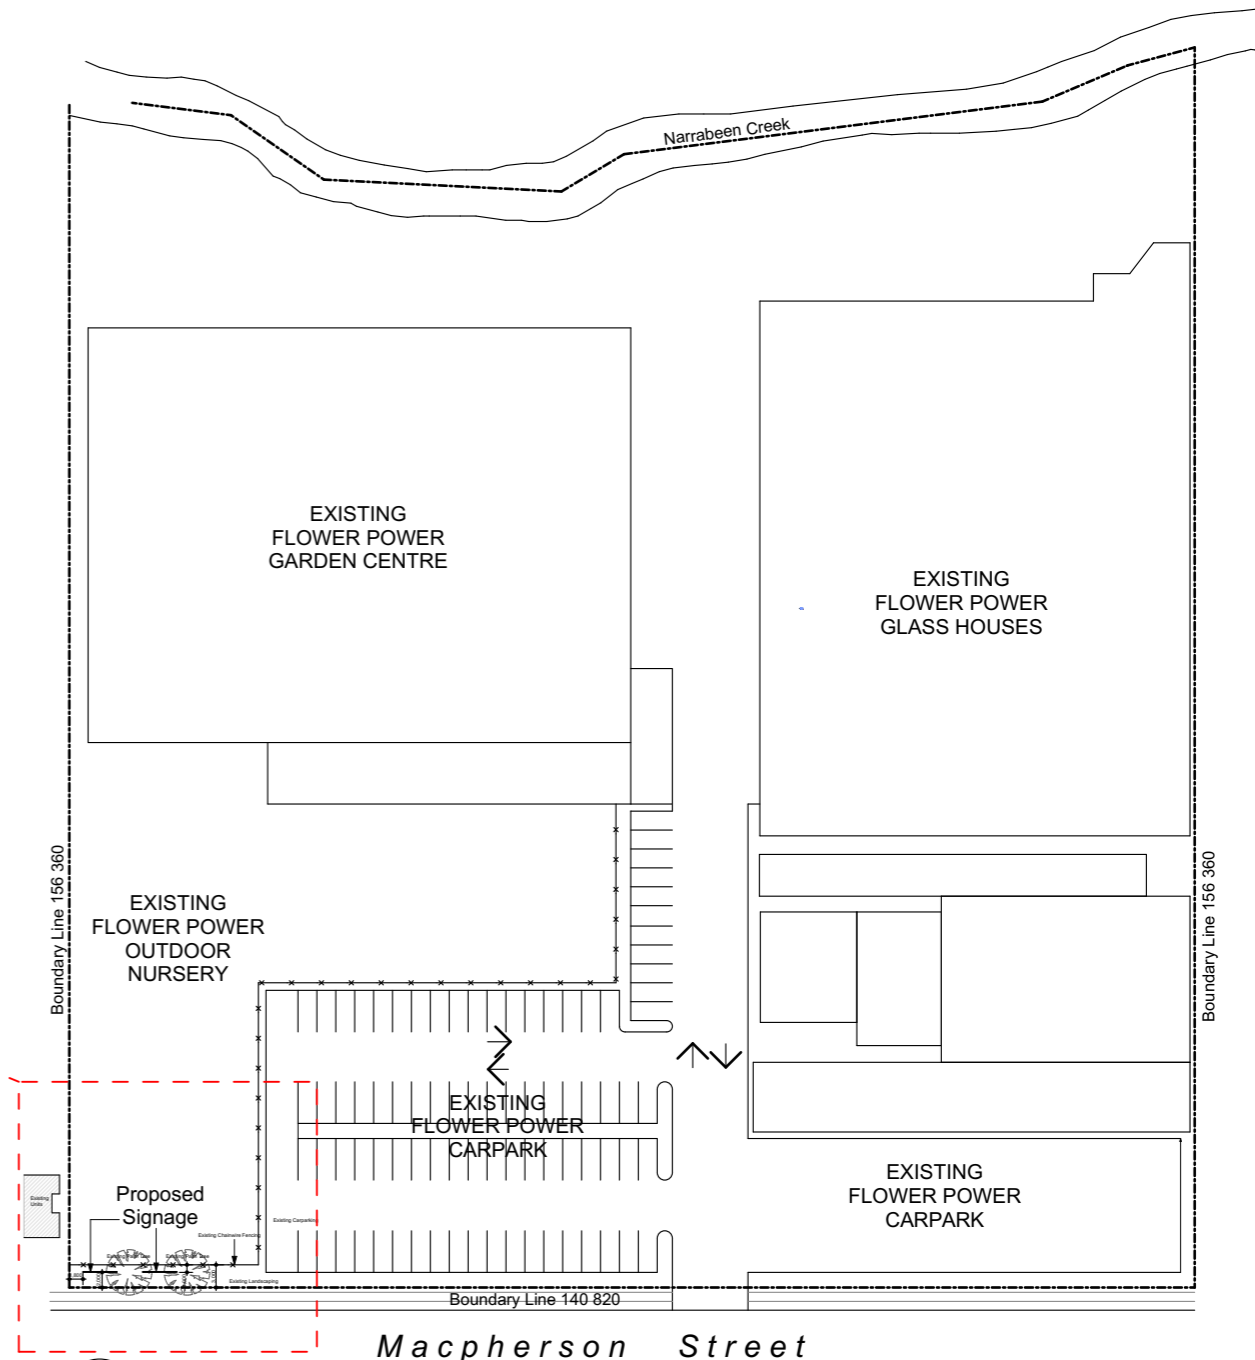 Narrabeen Creek
EXISTING
FLOWER POWER
GARDEN CENTRE
EXISTING
FLOWER POWER
GLASS HOUSES
Boundary Line 156 360
Boundary Line 156 360
EXISTING
FLOWER POWER
OUTDOOR
NURSERY
EXISTING
FLOWER POWER
CARPARK
EXISTING
FLOWER POWER
CARPARK
Existing
Units
Proposed
Signage
Existing Carparking
Existing Chainwire Fencing
Existing Landscaping
Boundary Line 140 820
Macpherson Street